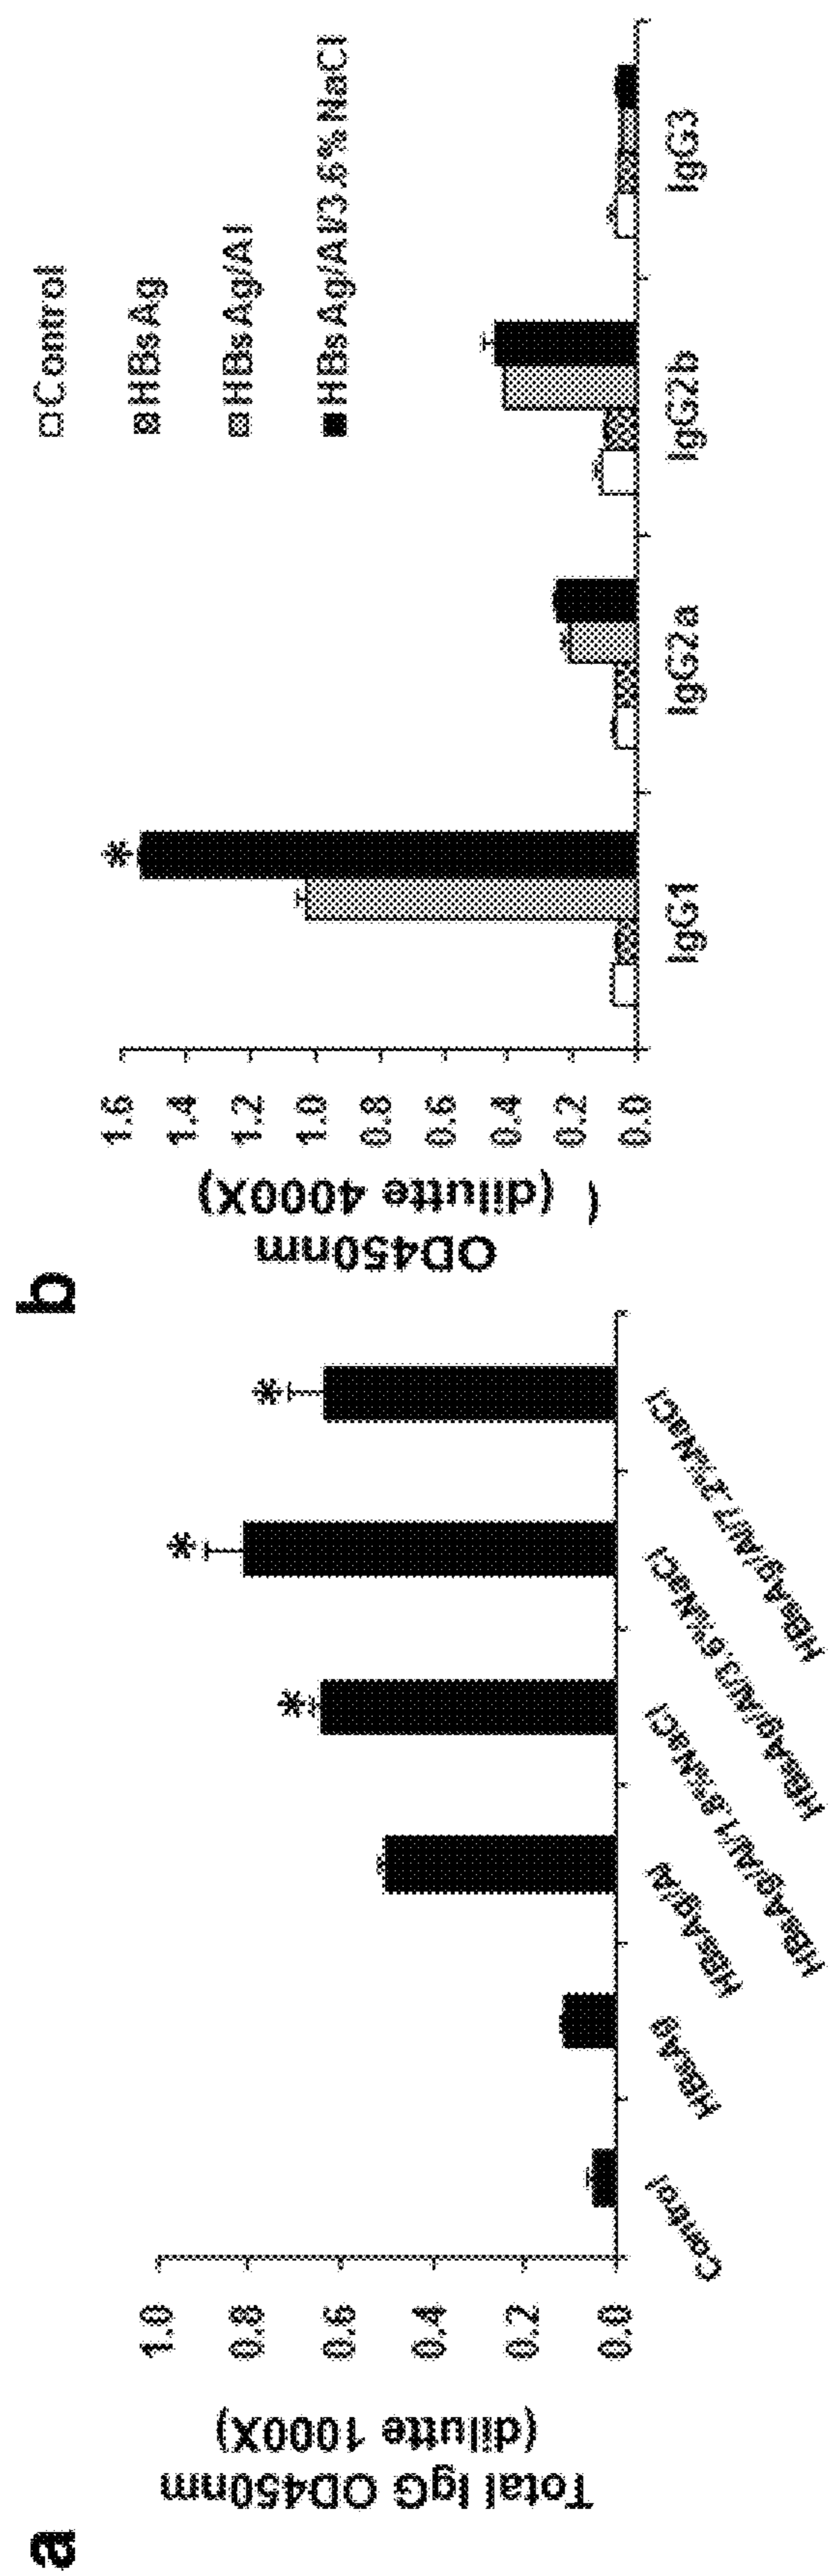 a
Total IgG OD450nm
(dilutte 1000X)
1.0
0.8
0.6
0.4
0.2
0.0
Control
HBsAg
HBsAg/Al
HBsAg/Al/1.8%NaCl
HBsAg/Al/3.6%NaCl
HBsAg/Al/7.2%NaCl
*
*
*
b
OD450nm
(dilutte 4000X)
)
1.6
1.4
1.2
1.0
0.8
0.6
0.4
0.2
0.0
*
IgG1
IgG2a
IgG2b
IgG3
Control
HBsAg
HBsAg/Al
HBsAg/Al/3.6% NaCl